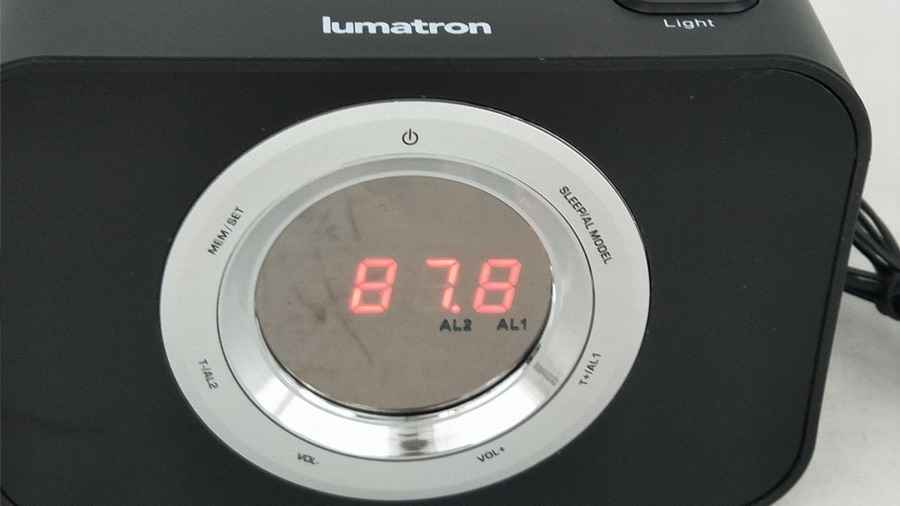 lumatron
Light
MEM / SET
SLEEP/AL MODEL
87.8
AL2 AL1
T-/AL2
T+/AL1
VOL-
VOL+